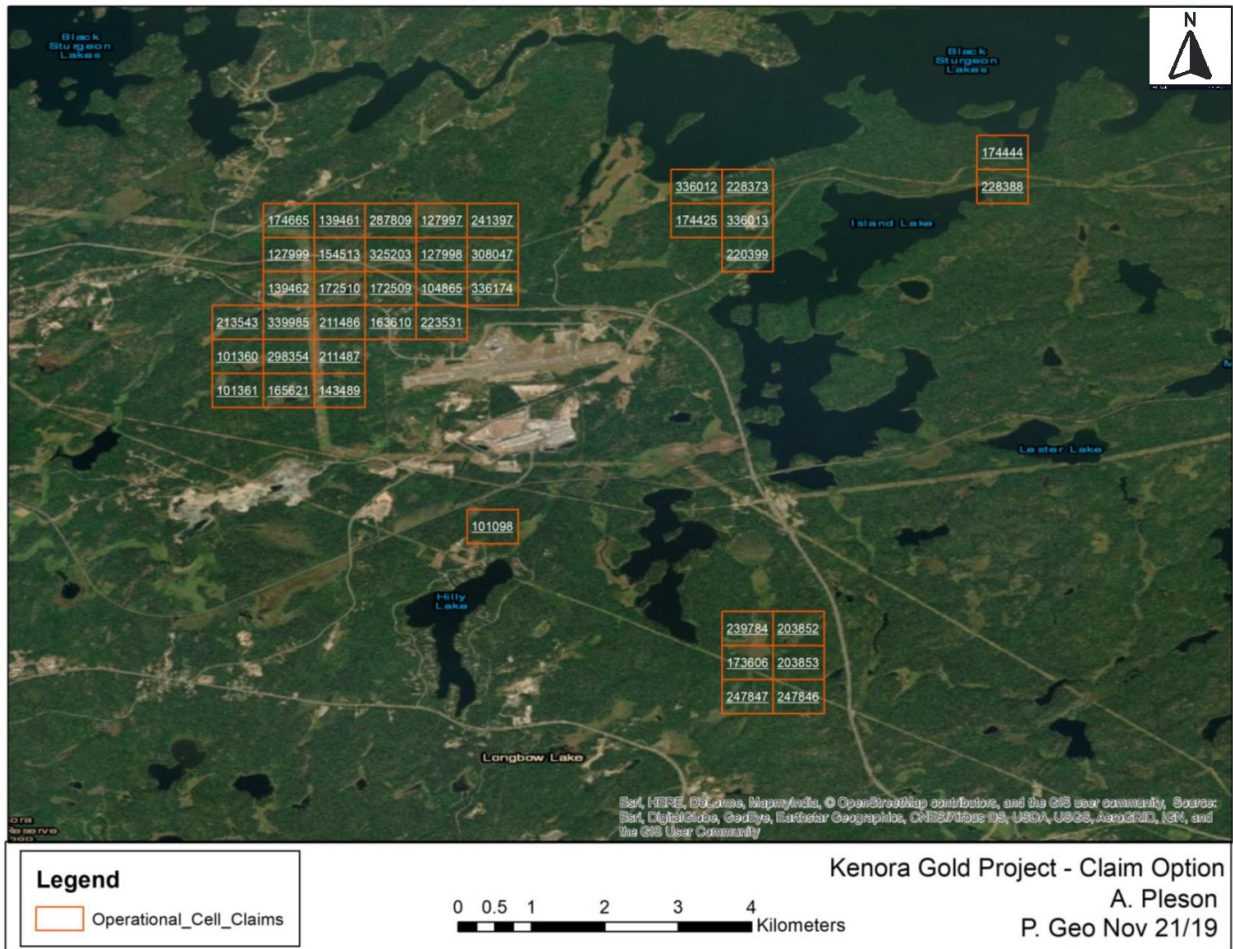 Black
Sturgeon
Lakes
Black
Sturgeon
Lakes
N
174444
336012 228373
228388
174665 139461 287809 127997 241397
174425 336013
Island Lake
127999 154513 325203 127998 308047
220399
139462 172510 172509 104865 336174
213543 339985 211486 163610 223531
101360 298354 211487
M
101361 165621 143489
Lester Lake
101098
Hilly
Lake
239784 203852
173606 203853
247847 247846
Longbow Lake
Esri, HERE, DeLorme, MapmyIndia, © OpenStreetMap contributors, and the GIS user community, Source:
Esri, DigitalGlobe, GeoEye, Earthstar Geographics, CNES/Airbus DS, USDA, USGS, AeroGRID, IGN, and
the GIS User Community
ora
Reserve
Legend
Operational_Cell_Claims
0 0.5 1 2 3 4
Kilometers
Kenora Gold Project - Claim Option
A. Pleson
P. Geo Nov 21/19